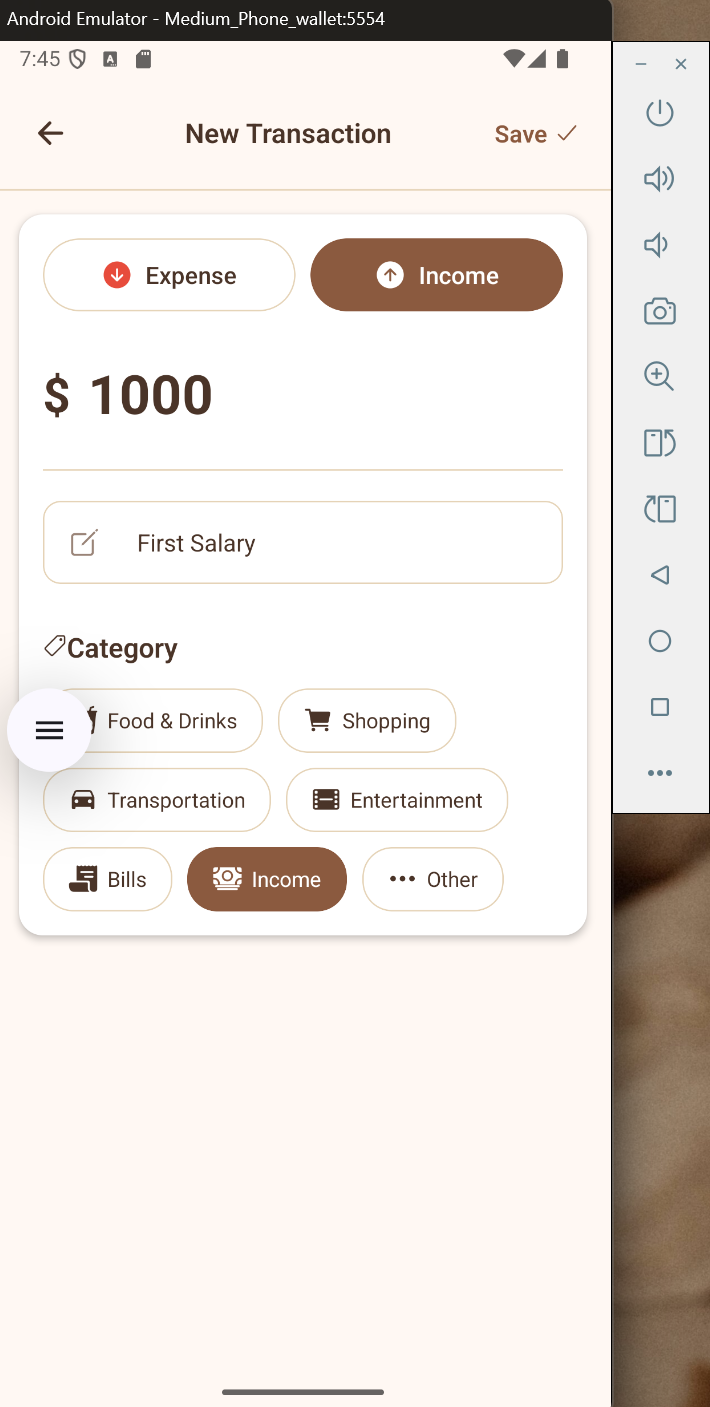 Android Emulator - Medium_Phone_wallet:5554
7:45 A
New Transaction Save
Expense Income
$ 1000
First Salary
Category
Food & Drinks Shopping
Transportation Entertainment
Bills Income Other